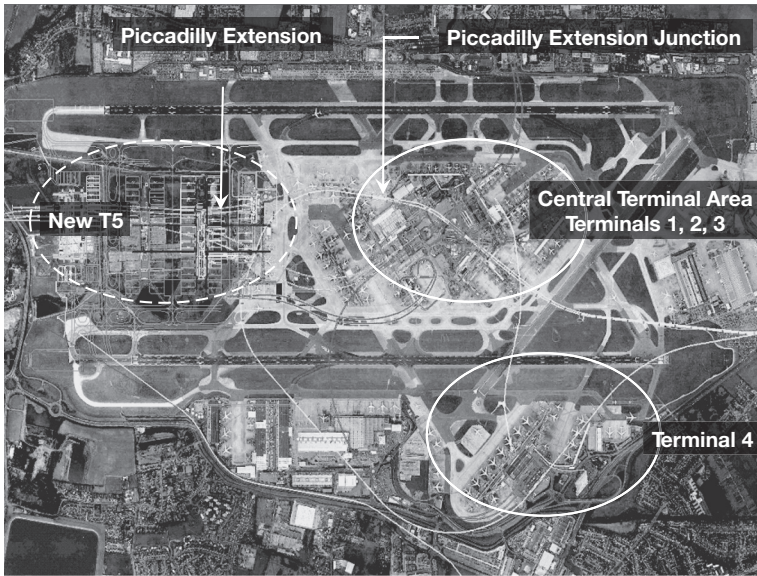 Piccadilly Extension
Piccadilly Extension Junction
Central Terminal Area
Terminals 1, 2, 3
New T5
Terminal 4